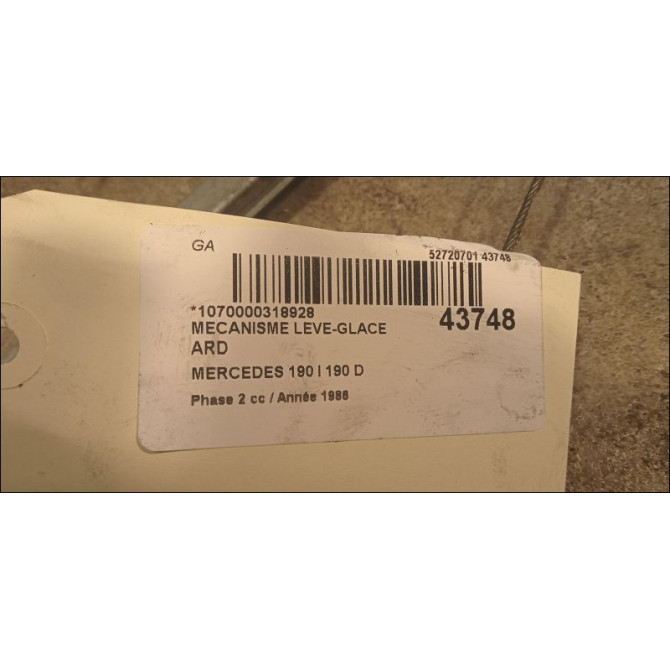 GA
52720701 43748
*1070000318928
43748
MECANISME LEVE-GLACE
ARD
MERCEDES 190 I 190 D
Phase 2 cc / Année 1986